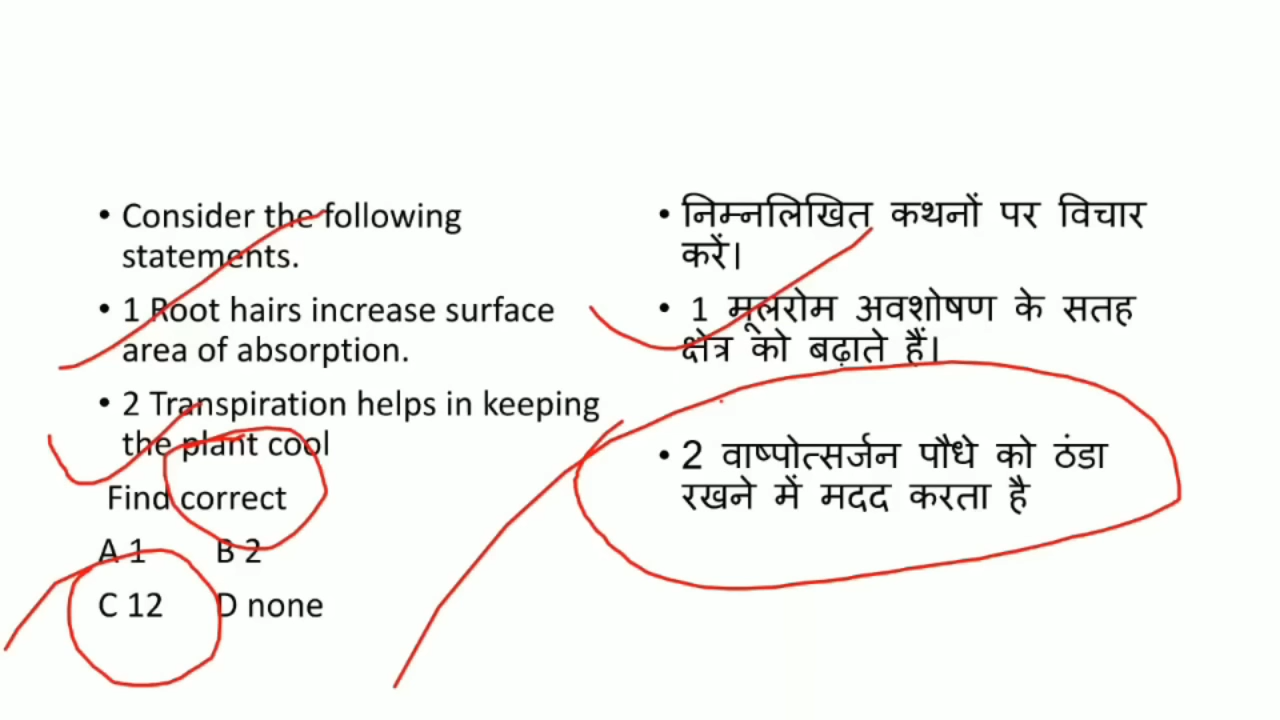 • Consider the following
statements.
• 1 Root hairs increase surface
area of absorption.
• 2 Transpiration helps in keeping
the plant cool
Find correct
A 1 B 2
C 12 D none
• निम्नलिखित कथनों पर विचार
करें।
• 1 मूलरोम अवशोषण के सतह
क्षेत्र को बढ़ाते हैं।
• 2 वाष्पोत्सर्जन पौधे को ठंडा
रखने में मदद करता है